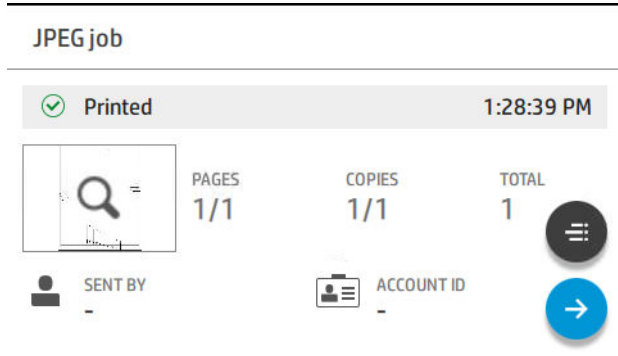 JPEG job
Printed 1:28:39 PM
PAGES COPIES TOTAL
1/1 1/1 1
SENT BY ACCOUNT ID
- -